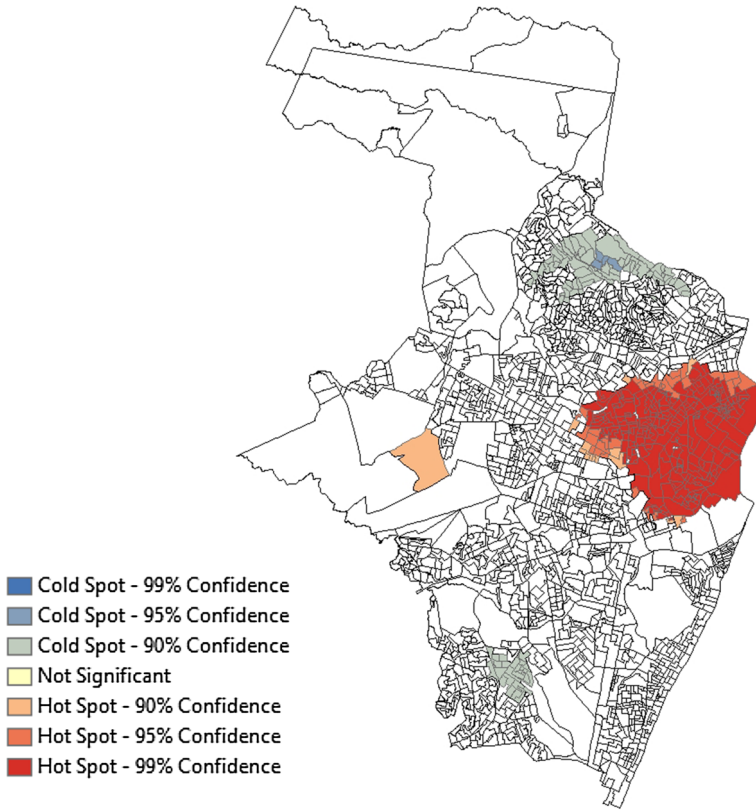 Cold Spot - 99% Confidence
Cold Spot - 95% Confidence
Cold Spot - 90% Confidence
Not Significant
Hot Spot - 90% Confidence
Hot Spot - 95% Confidence
Hot Spot - 99% Confidence